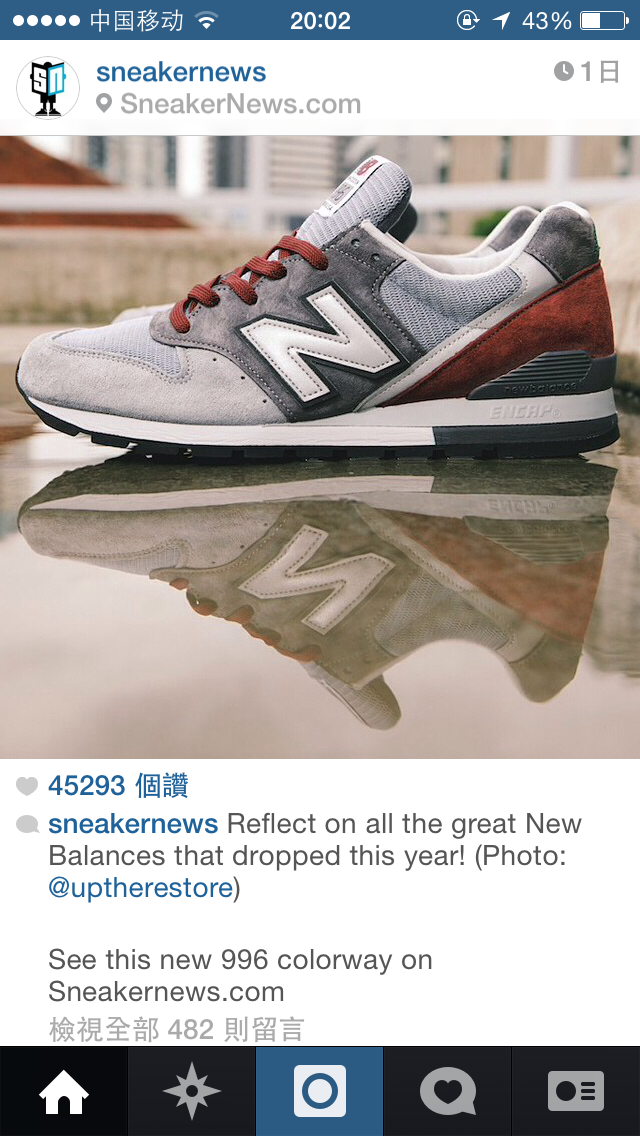 中国移动 20:02 43%
sneakernews 1日
SneakerNews.com
N
newbalance
ENCAP
45293 個讚
sneakernews Reflect on all the great New
Balances that dropped this year! (Photo:
@uptherestore)
See this new 996 colorway on
Sneakernews.com
檢視全部 482 則留言